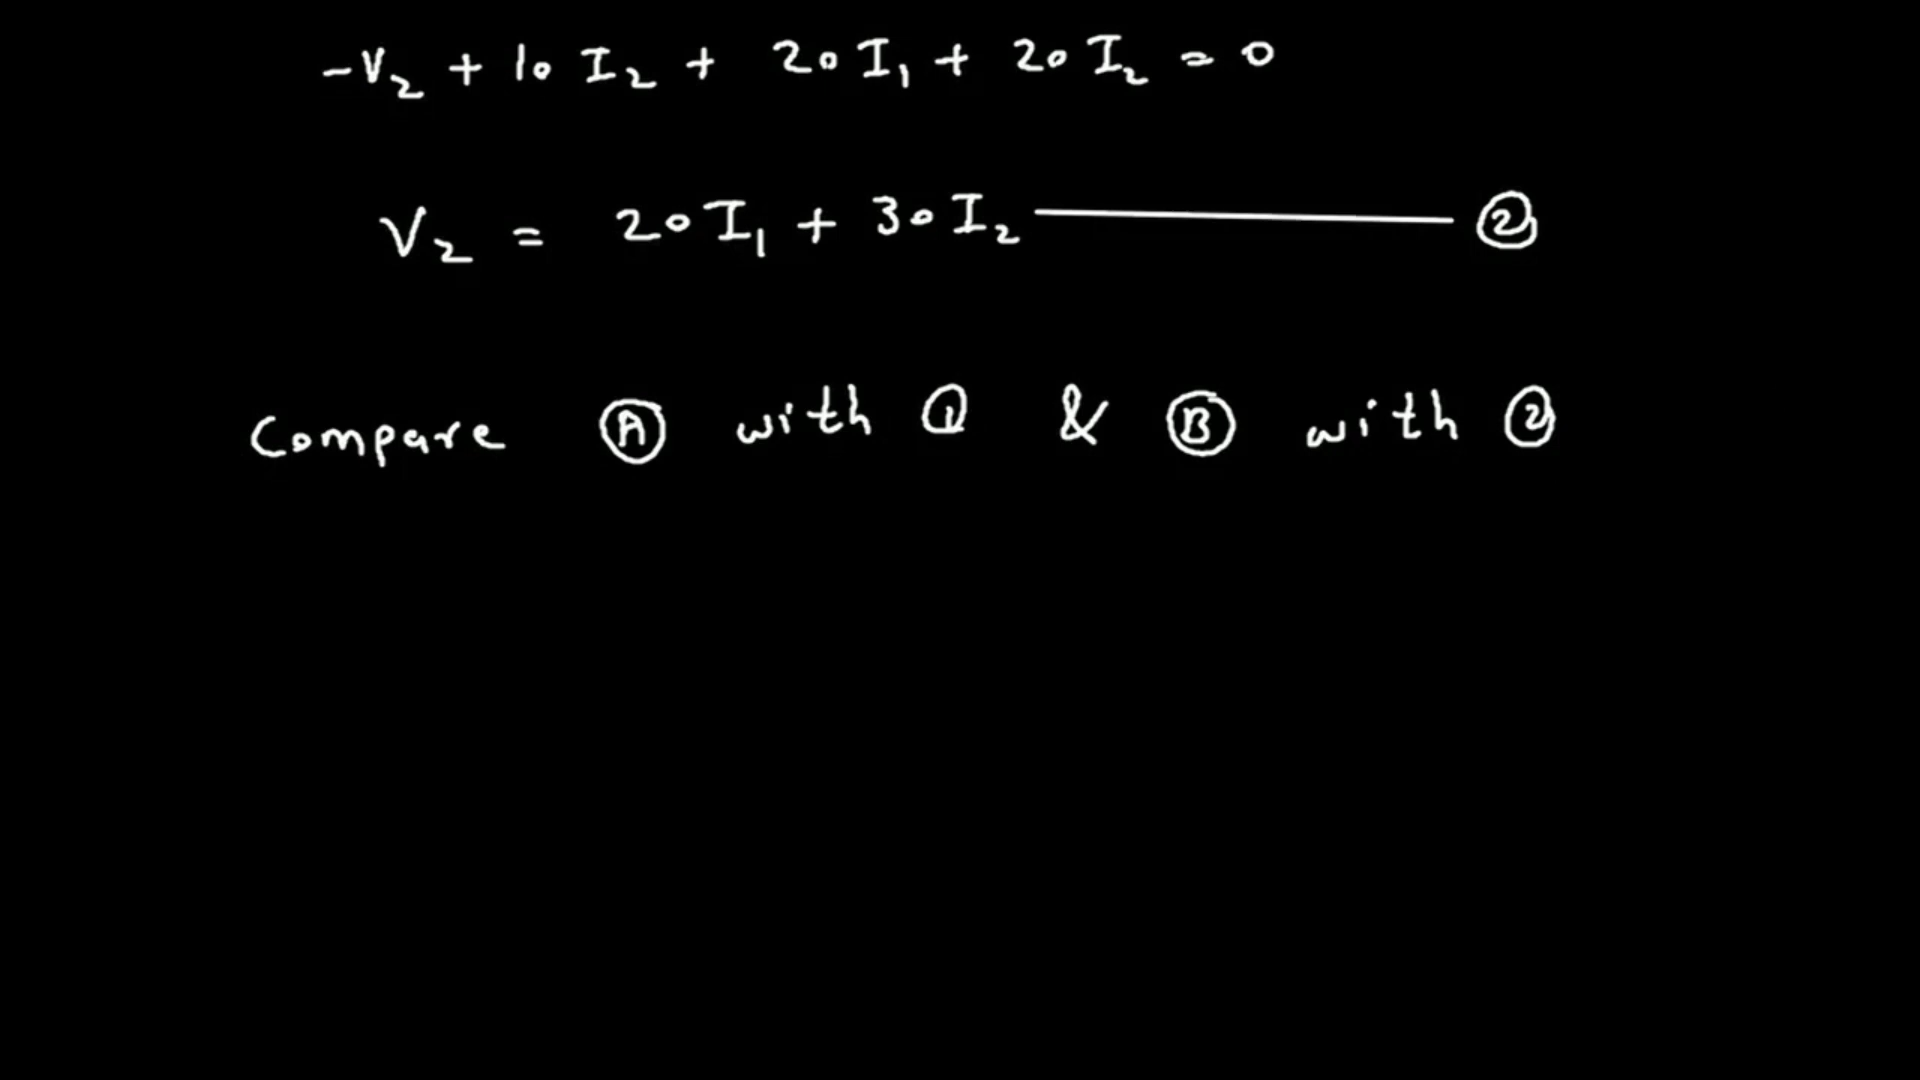 -V₂ + 10 I₂ + 20 I₁ + 20 I₂ = 0
V₂ = 20 I₁ + 30 I₂ ——— ②
Compare Ⓐ with ① & Ⓑ with ②